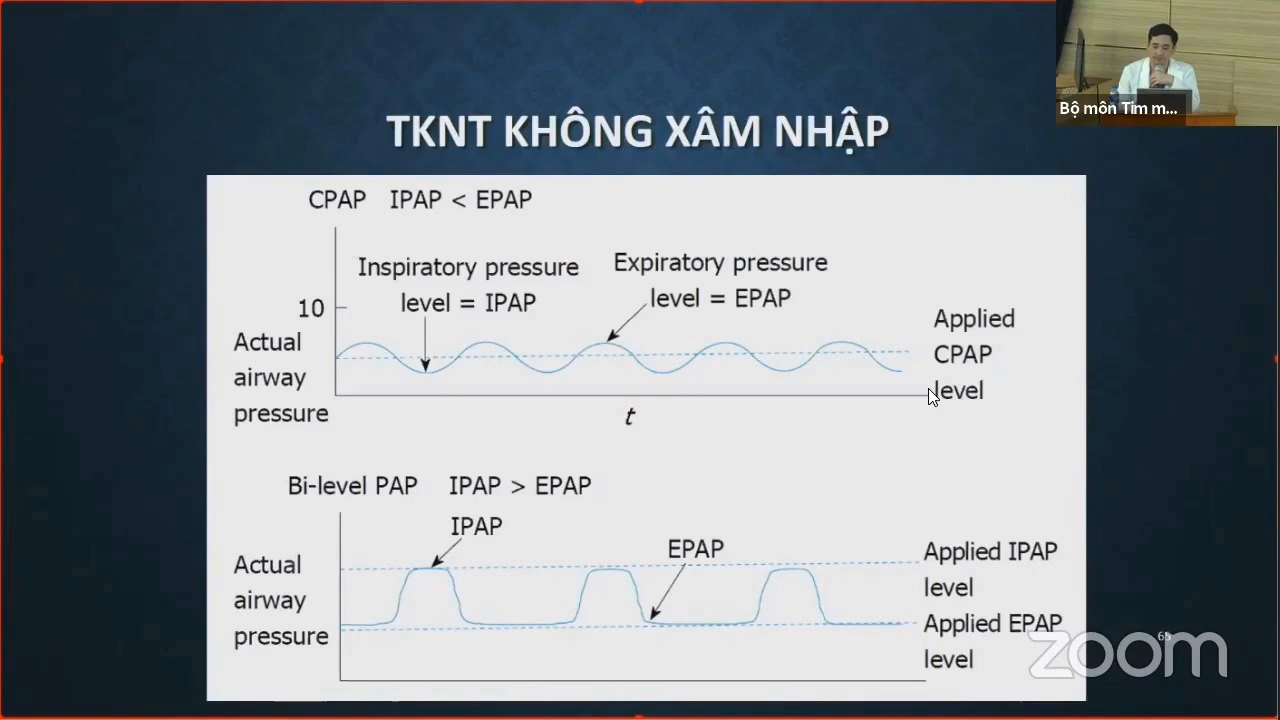 Bộ môn Tim m...
TKNT KHÔNG XÂM NHẬP
CPAP IPAP < EPAP
Inspiratory pressure
level = IPAP
Expiratory pressure
level = EPAP
10
Actual
airway
pressure
Applied
CPAP
level
t
Bi-level PAP IPAP > EPAP
IPAP
EPAP
Actual
airway
pressure
Applied IPAP
level
Applied EPAP
level
65
zoom